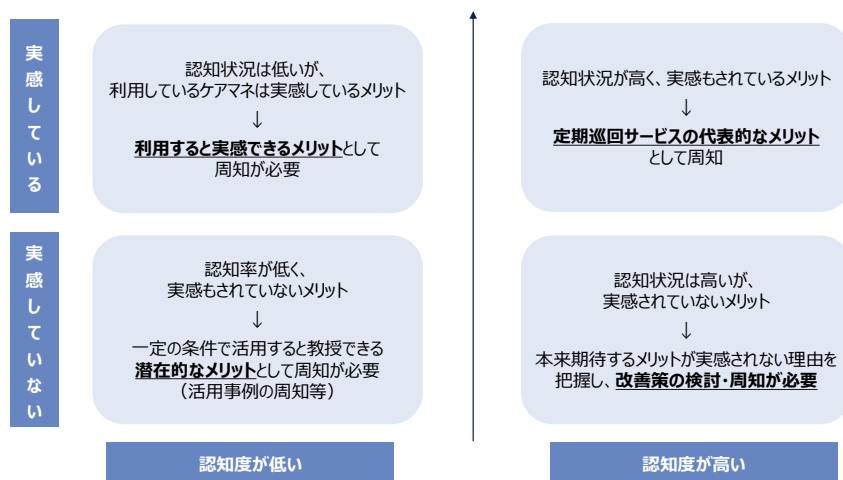 実感している
認知状況は低いが、
利用しているケアマネは実感しているメリット
↓
利用すると実感できるメリットとして
周知が必要
認知状況が高く、実感もされているメリット
↓
定期巡回サービスの代表的なメリット
として周知
実感していない
認知率が低く、
実感もされていないメリット
↓
一定の条件で活用すると教授できる
潜在的なメリットとして周知が必要
（活用事例の周知等）
認知状況は高いが、
実感されていないメリット
↓
本来期待するメリットが実感されない理由を
把握し、改善策の検討・周知が必要
認知度が低い
認知度が高い